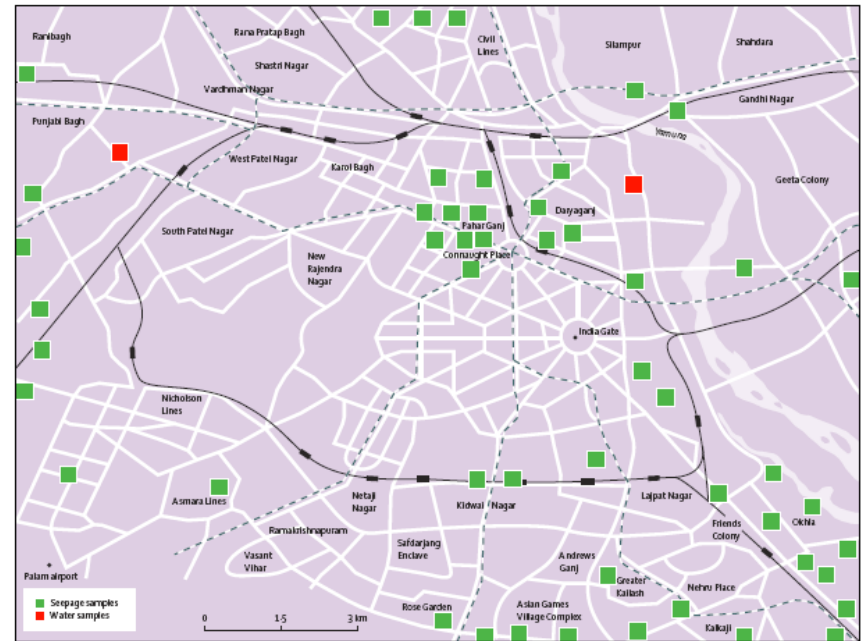 Rana Pratap Bagh
Ranibagh
Civil
Lines
Silampur
Shahdara
Shastri Nagar
Vardhman Nagar
Gandhi Nagar
Punjabi Bagh
Yamuna
West Patel Nagar
Karol Bagh
Geeta Colony
Daryaganj
South Patel Nagar
Pahar Ganj
New
Rajendra
Nagar
Connaught Place
India Gate
Nicholson
Lines
Asmara Lines
Netaji
Nagar
Kidwai Nagar
Lajpat Nagar
Friends
Colony
Okhla
Ramakrishnapuram
Safdarjang
Enclave
Vasant
Vihar
Andrews
Ganj
Palam airport
Greater
Kailash
Nehru Place
Seepage samples
Water samples
Rose Garden
Asian Games
Village Complex
Kalkaji
0 1·5 3 km